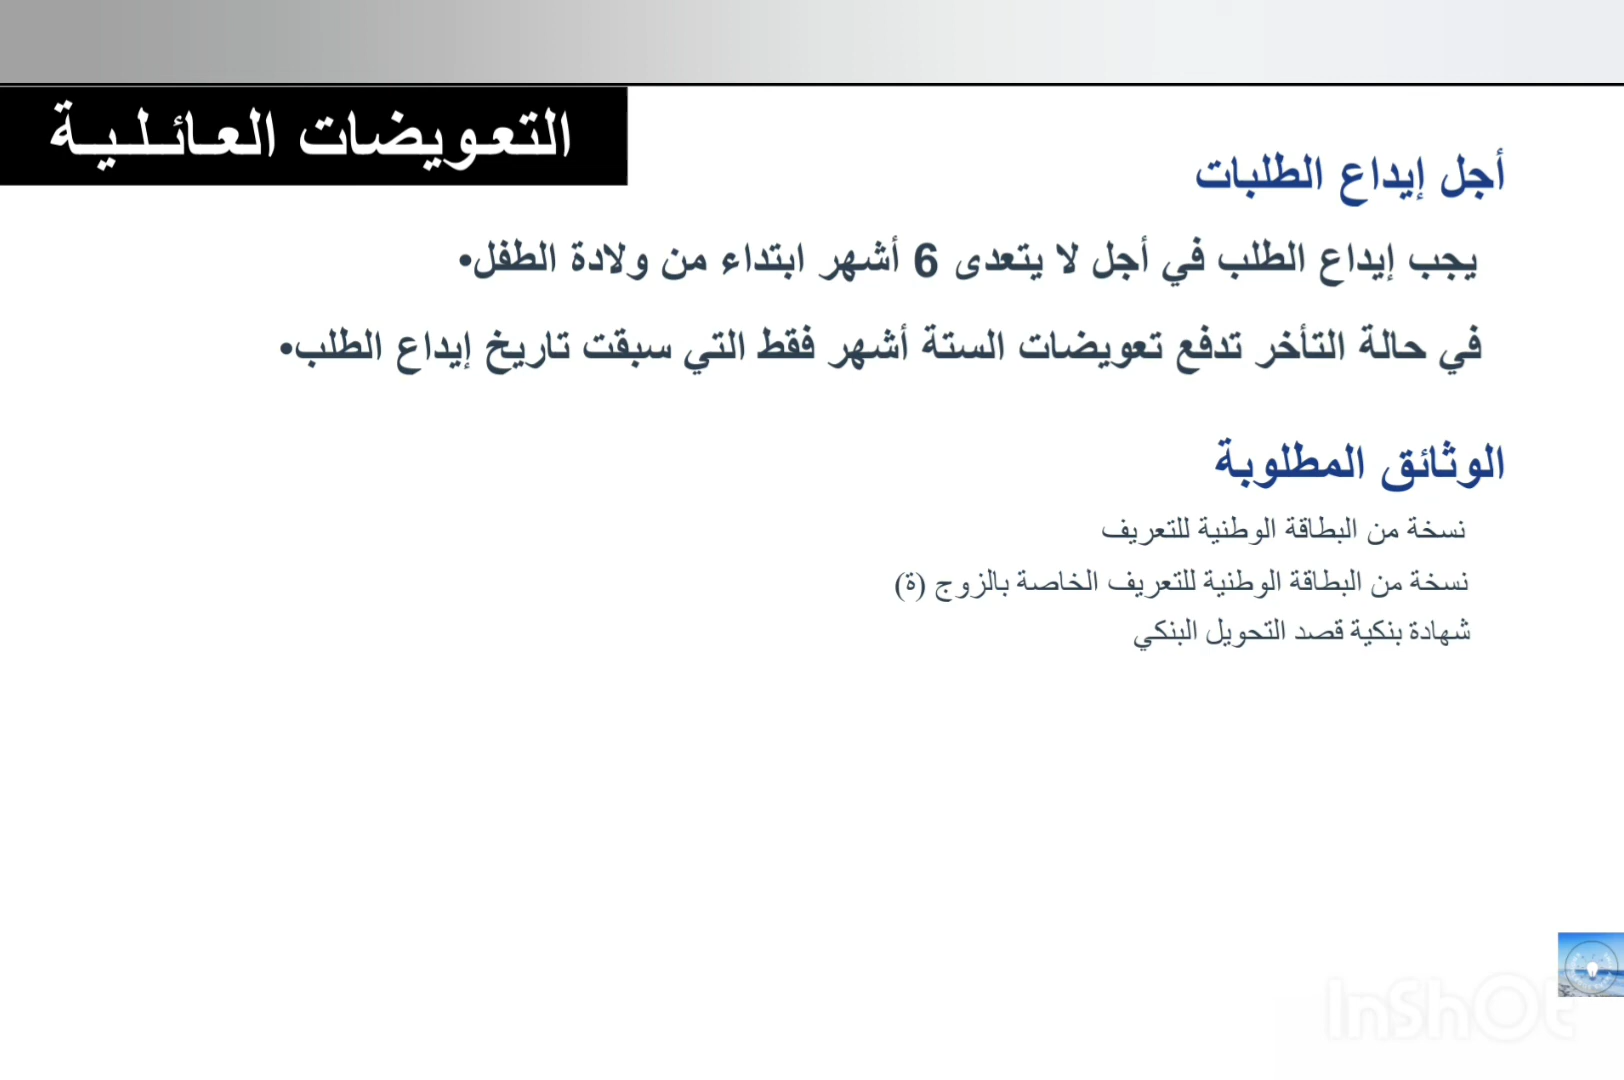 التعويضات العائلية
أجل إيداع الطلبات
يجب إيداع الطلب في أجل لا يتعدى 6 أشهر ابتداء من ولادة الطفل•
في حالة التأخر تدفع تعويضات الستة أشهر فقط التي سبقت تاريخ إيداع الطلب•
الوثائق المطلوبة
نسخة من البطاقة الوطنية للتعريف
نسخة من البطاقة الوطنية للتعريف الخاصة بالزوج (ة)
شهادة بنكية قصد التحويل البنكي
InShOt